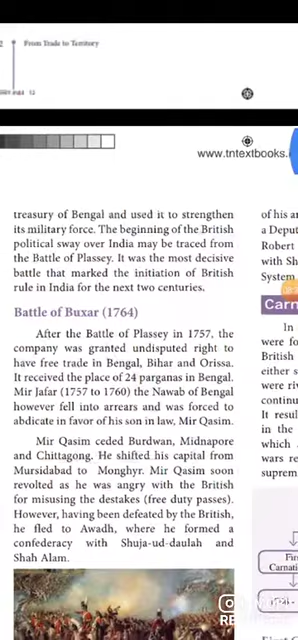 From Trade to Territory
www.tntextbooks.i
treasury of Bengal and used it to strengthen
its military force. The beginning of the British
political sway over India may be traced from
the Battle of Plassey. It was the most decisive
battle that marked the initiation of British
rule in India for the next two centuries.
Battle of Buxar (1764)
After the Battle of Plassey in 1757, the
company was granted undisputed right to
have free trade in Bengal, Bihar and Orissa.
It received the place of 24 parganas in Bengal.
Mir Jafar (1757 to 1760) the Nawab of Bengal
however fell into arrears and was forced to
abdicate in favor of his son in law, Mir Qasim.
Mir Qasim ceded Burdwan, Midnapore
and Chittagong. He shifted his capital from
Mursidabad to Monghyr. Mir Qasim soon
revolted as he was angry with the British
for misusing the destakes (free duty passes).
However, having been defeated by the British,
he fled to Awadh, where he formed a
confederacy with Shuja-ud-daulah and
Shah Alam.
of his ar
a Deput
Robert
with Sh
System
Carn
In
were fo
British
either s
were riv
continu
It resul
in the
which
wars re
suprem
Fir
Carnatic